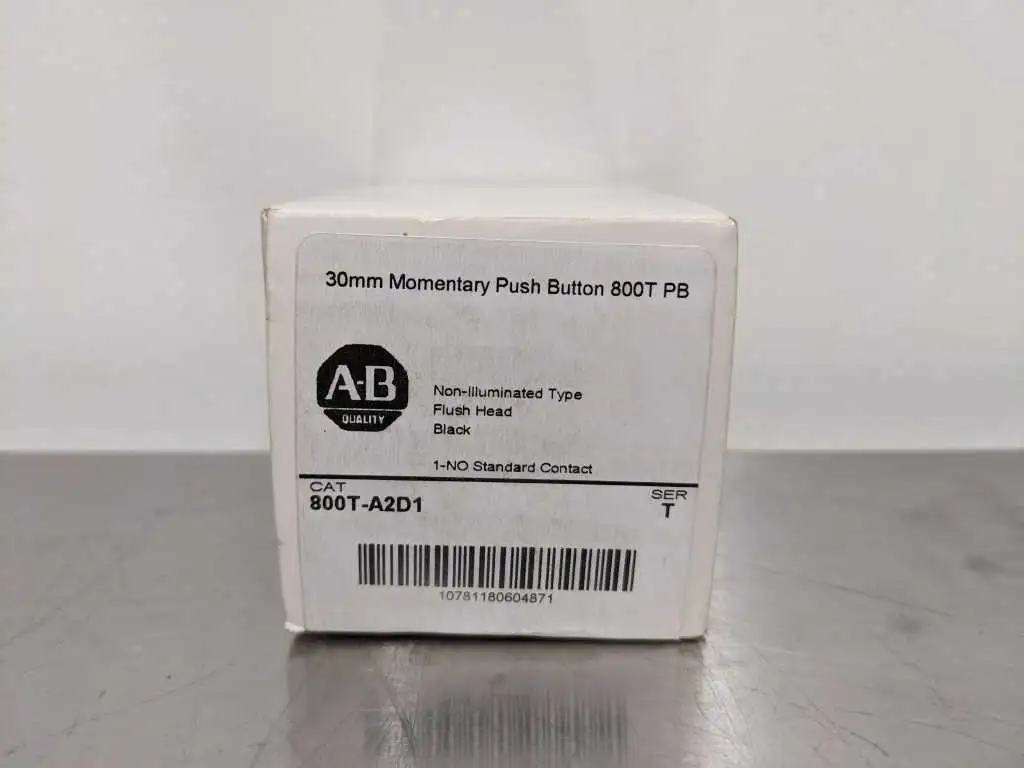 30mm Momentary Push Button 800T PB
A-B
QUALITY
Non-Illuminated Type
Flush Head
Black
1-NO Standard Contact
CAT
800T-A2D1
SER
T
10781180604871